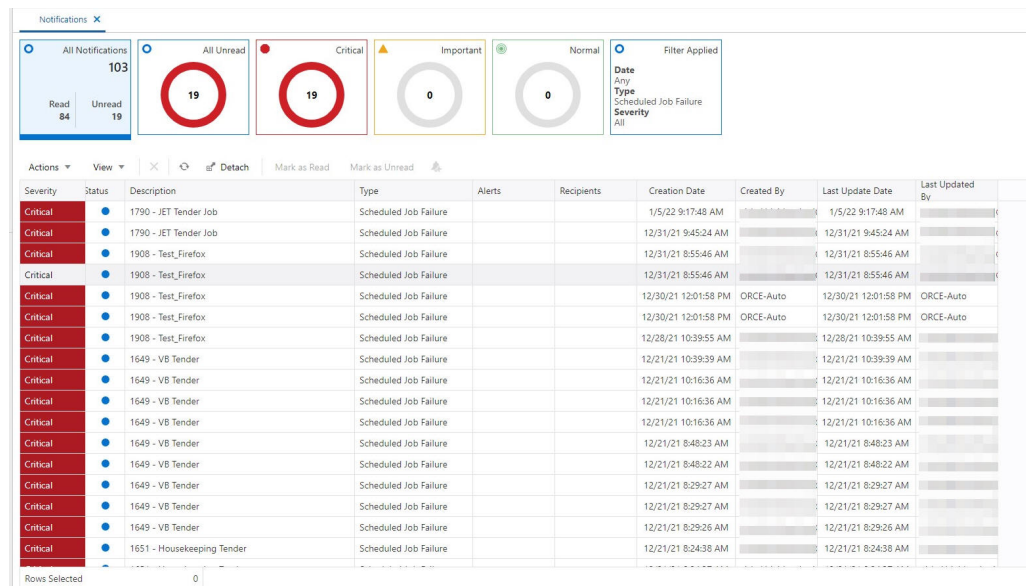 Notifications
All Notifications
103
Read Unread
84 19
All Unread
19
Critical
19
Important
0
Normal
0
Filter Applied
Date
Any
Type
Scheduled Job Failure
Severity
All
Actions View Detach Mark as Read Mark as Unread
Severity Status Description Type Alerts Recipients Creation Date Created By Last Update Date Last Updated By
Critical 1790 - JET Tender Job Scheduled Job Failure 1/5/22 9:17:48 AM 1/5/22 9:17:48 AM
Critical 1790 - JET Tender Job Scheduled Job Failure 12/31/21 9:45:24 AM 12/31/21 9:45:24 AM
Critical 1908 - Test_Firefox Scheduled Job Failure 12/31/21 8:55:46 AM 12/31/21 8:55:46 AM
Critical 1908 - Test_Firefox Scheduled Job Failure 12/31/21 8:55:46 AM 12/31/21 8:55:46 AM
Critical 1908 - Test_Firefox Scheduled Job Failure 12/30/21 12:01:58 PM ORCE-Auto 12/30/21 12:01:58 PM ORCE-Auto
Critical 1908 - Test_Firefox Scheduled Job Failure 12/30/21 12:01:58 PM ORCE-Auto 12/30/21 12:01:58 PM ORCE-Auto
Critical 1908 - Test_Firefox Scheduled Job Failure 12/28/21 10:39:55 AM 12/28/21 10:39:55 AM
Critical 1649 - VB Tender Scheduled Job Failure 12/21/21 10:39:39 AM 12/21/21 10:39:39 AM
Critical 1649 - VB Tender Scheduled Job Failure 12/21/21 10:16:36 AM 12/21/21 10:16:36 AM
Critical 1649 - VB Tender Scheduled Job Failure 12/21/21 10:16:36 AM 12/21/21 10:16:36 AM
Critical 1649 - VB Tender Scheduled Job Failure 12/21/21 10:16:36 AM 12/21/21 10:16:36 AM
Critical 1649 - VB Tender Scheduled Job Failure 12/21/21 8:48:23 AM 12/21/21 8:48:23 AM
Critical 1649 - VB Tender Scheduled Job Failure 12/21/21 8:48:22 AM 12/21/21 8:48:22 AM
Critical 1649 - VB Tender Scheduled Job Failure 12/21/21 8:29:27 AM 12/21/21 8:29:27 AM
Critical 1649 - VB Tender Scheduled Job Failure 12/21/21 8:29:27 AM 12/21/21 8:29:27 AM
Critical 1649 - VB Tender Scheduled Job Failure 12/21/21 8:29:26 AM 12/21/21 8:29:26 AM
Critical 1651 - Housekeeping Tender Scheduled Job Failure 12/21/21 8:24:38 AM 12/21/21 8:24:38 AM
Rows Selected 0